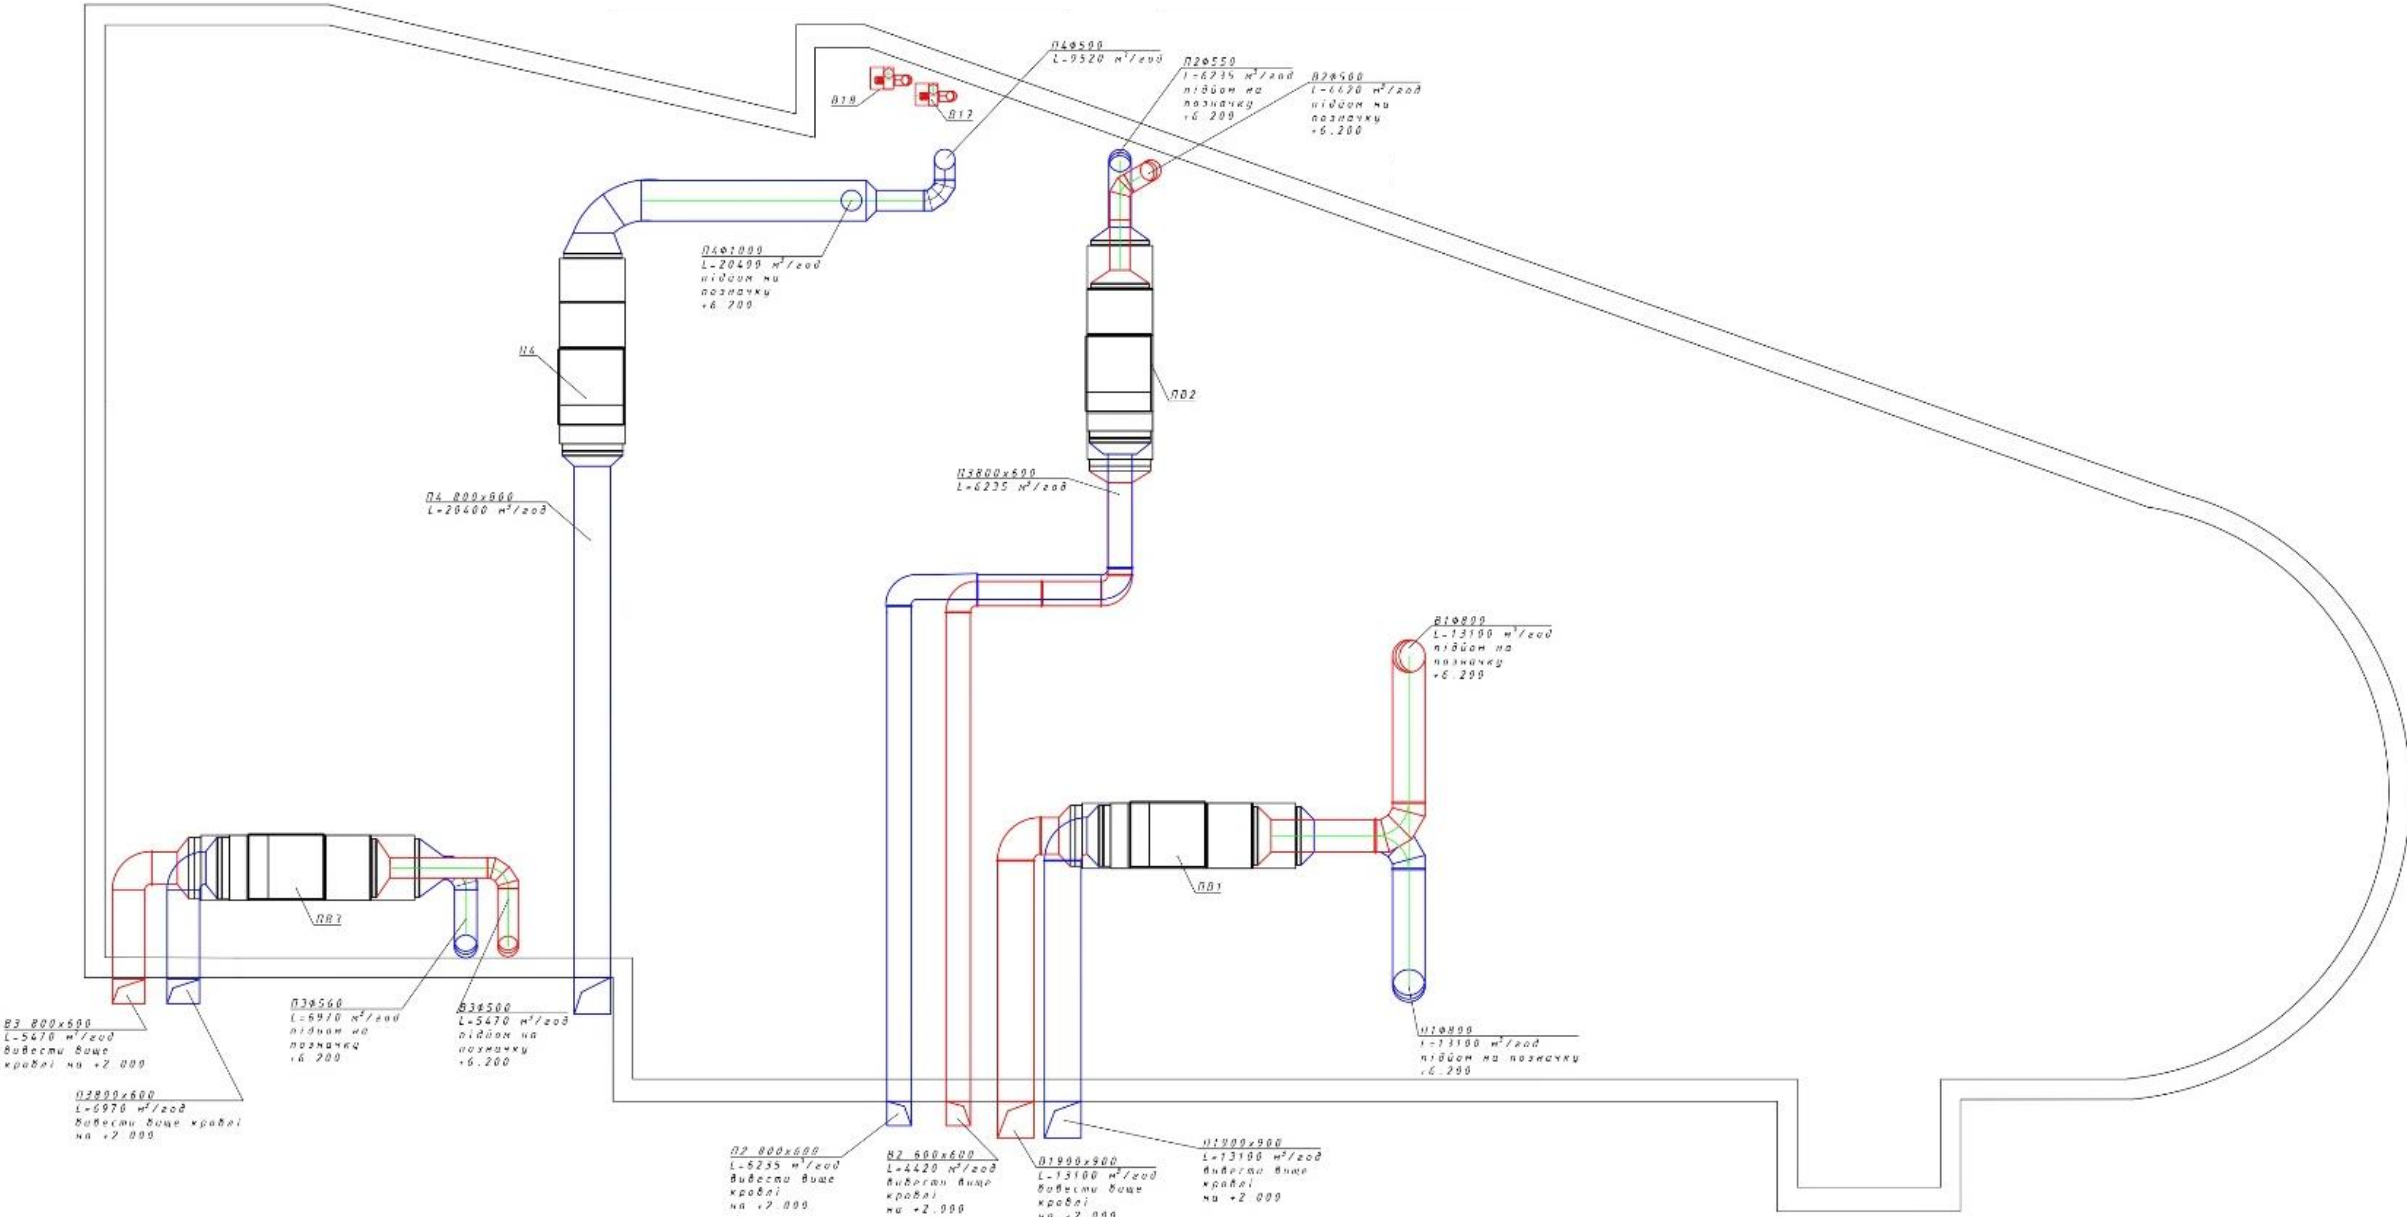 П4Ф500
L=9520 м³/год
П2Ф550
L=6235 м³/год
підйом на
позначку
+6.200
В2Ф500
L=4420 м³/год
підйом на
позначку
+6.200
В18
В17
П4Ф1000
L=20400 м³/год
підйом на
позначку
+6.200
П4
ПВ2
П3800х600
L=6235 м³/год
П4 800х600
L=20400 м³/год
В1Ф800
L=13100 м³/год
підйом на
позначку
+6.200
ПВ1
ПВ3
В3 800х600
L=5470 м³/год
вивести вище
кровлі на +2.000
П3Ф560
L=6970 м³/год
підйом на
позначку
+6.200
В3Ф500
L=5470 м³/год
підйом на
позначку
+6.200
П1Ф800
L=13100 м³/год
підйом на позначку
+6.200
П3800х600
L=6970 м³/год
вивести вище кровлі
на +2.000
П2 800х600
L=6235 м³/год
вивести вище
кровлі
на +2.000
В2 600х600
L=4420 м³/год
вивести вище
кровлі
на +2.000
В1900х900
L=13100 м³/год
вивести вище
кровлі
на +2.000
П1900х900
L=13100 м³/год
вивести вище
кровлі
на +2.000